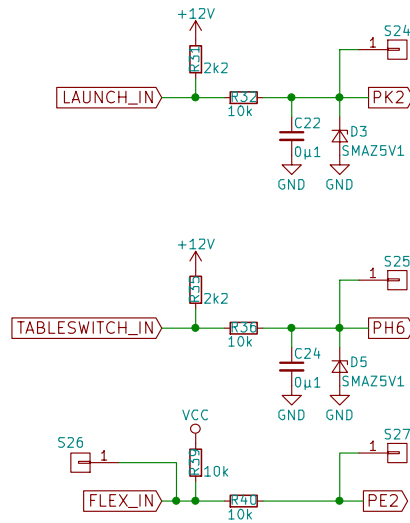 +12V
S24
R31
2k2
1
LAUNCH_IN
R32
PK2
10k
C22
D3
0µ1
SMAZ5V1
GND
GND
+12V
S25
R35
2k2
1
TABLESWITCH_IN
R36
PH6
10k
C24
D5
0µ1
SMAZ5V1
GND
GND
VCC
S26
S27
1
R39
1
10k
FLEX_IN
R40
PE2
10k